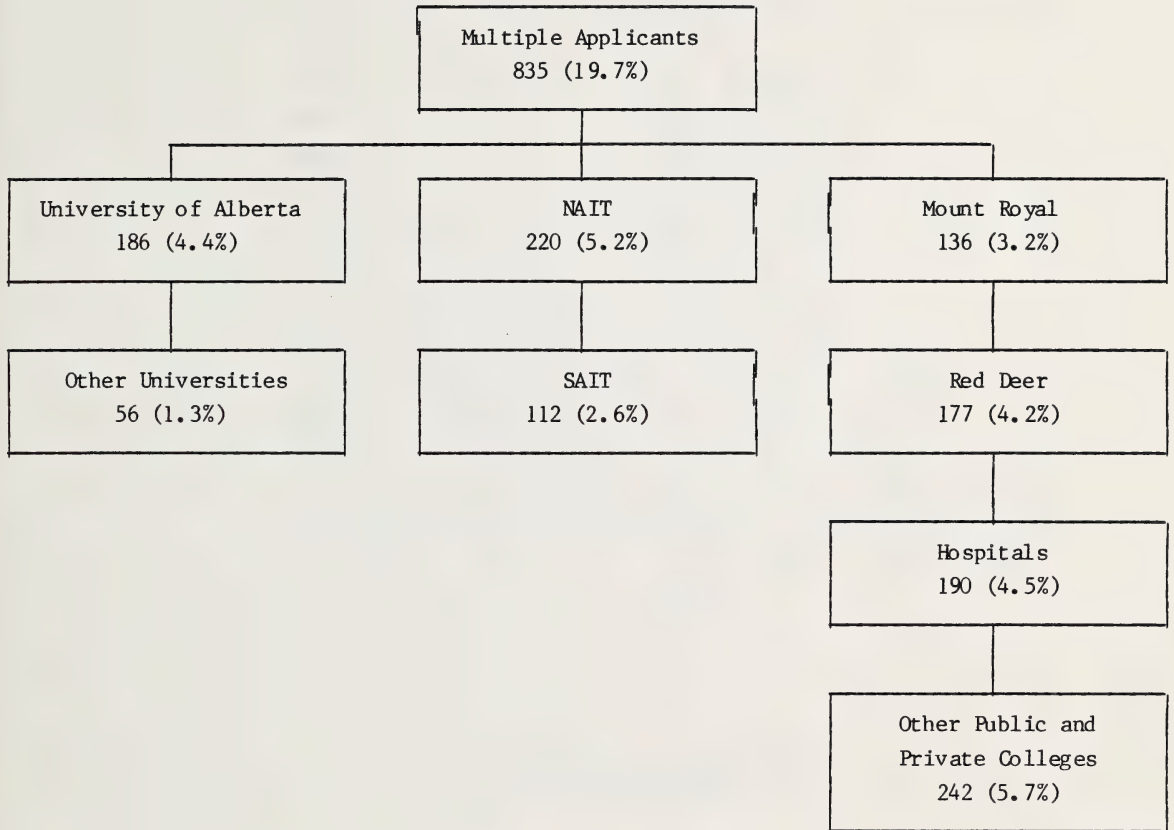 Multiple Applicants
835 (19.7%)
University of Alberta
186 (4.4%)
NAIT
220 (5.2%)
Mount Royal
136 (3.2%)
Other Universities
56 (1.3%)
SAIT
112 (2.6%)
Red Deer
177 (4.2%)
Hospitals
190 (4.5%)
Other Public and
Private Colleges
242 (5.7%)